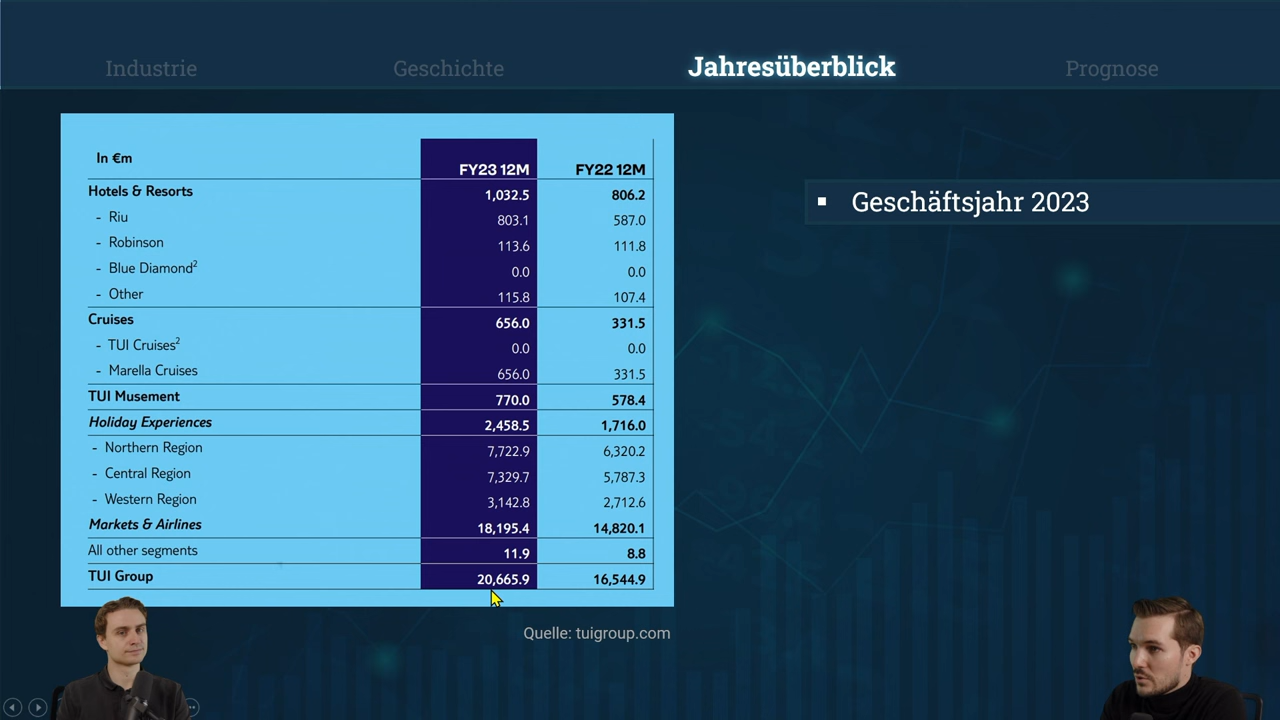 Industrie Geschichte Jahresüberblick Prognose
In €m FY23 12M FY22 12M
Hotels & Resorts 1,032.5 806.2
- Riu 803.1 587.0
- Robinson 113.6 111.8
- Blue Diamond2 0.0 0.0
- Other 115.8 107.4
Cruises 656.0 331.5
- TUI Cruises2 0.0 0.0
- Marella Cruises 656.0 331.5
TUI Musement 770.0 578.4
Holiday Experiences 2,458.5 1,716.0
- Northern Region 7,722.9 6,320.2
- Central Region 7,329.7 5,787.3
- Western Region 3,142.8 2,712.6
Markets & Airlines 18,195.4 14,820.1
All other segments 11.9 8.8
TUI Group 20,665.9 16,544.9
Quelle: tuigroup.com
▪ Geschäftsjahr 2023